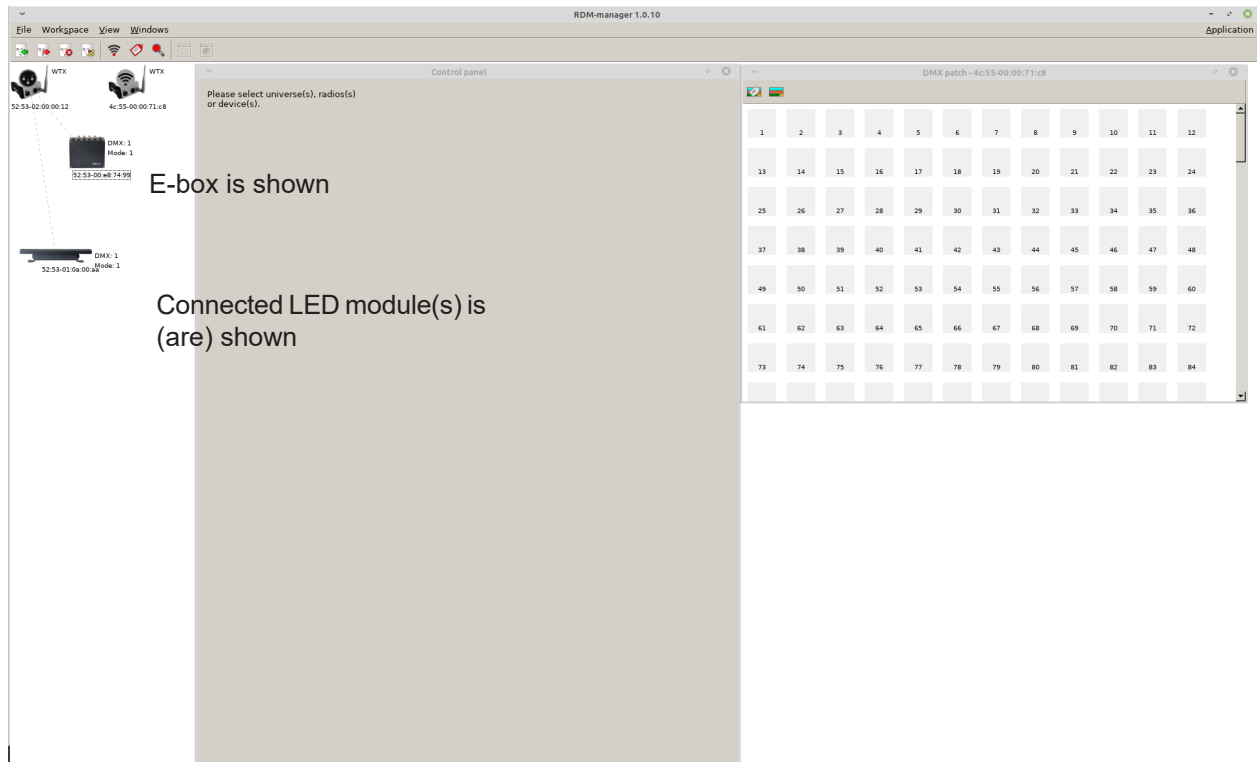 RDM-manager 1.0.10
File Workspace View Windows Application
WTX
52:53-02:00:00:12
WTX
4c:55-00:00:71:c8
DMX: 1
Mode: 1
52:53-00:e8:74:99
E-box is shown
DMX: 1
Mode: 1
52:53-01:0a:00:aa
Connected LED module(s) is
(are) shown
Control panel
Please select universe(s), radios(s)
or device(s).
DMX patch - 4c:55-00:00:71:c8
1 2 3 4 5 6 7 8 9 10 11 12
13 14 15 16 17 18 19 20 21 22 23 24
25 26 27 28 29 30 31 32 33 34 35 36
37 38 39 40 41 42 43 44 45 46 47 48
49 50 51 52 53 54 55 56 57 58 59 60
61 62 63 64 65 66 67 68 69 70 71 72
73 74 75 76 77 78 79 80 81 82 83 84